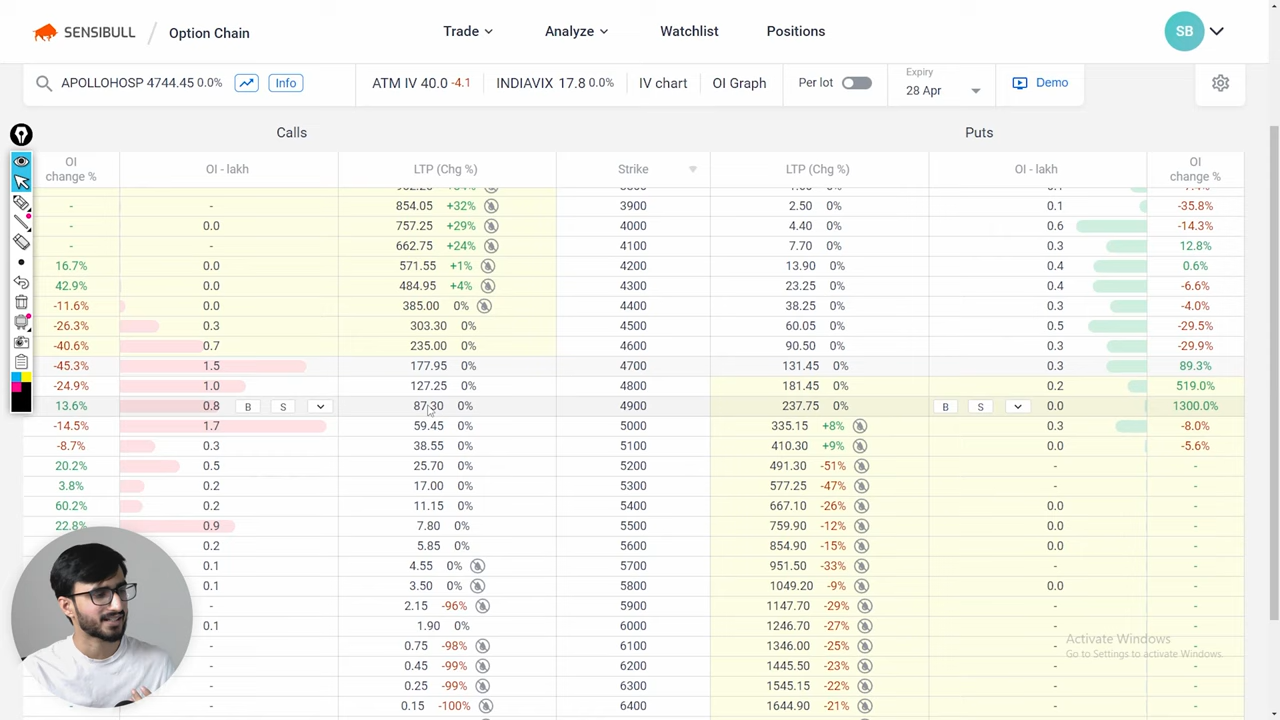 SENSIBULL / Option Chain Trade Analyze Watchlist Positions SB
APOLLOHOSP 4744.45 0.0% Info ATM IV 40.0 -4.1 INDIAVIX 17.8 0.0% IV chart OI Graph Per lot Expiry 28 Apr Demo
Calls Puts
OI change % OI - lakh LTP (Chg %) Strike LTP (Chg %) OI - lakh OI change %
- - 854.05 +32% 3900 2.50 0% 0.1 -35.8%
- 0.0 757.25 +29% 4000 4.40 0% 0.6 -14.3%
- - 662.75 +24% 4100 7.70 0% 0.3 12.8%
16.7% 0.0 571.55 +1% 4200 13.90 0% 0.4 0.6%
42.9% 0.0 484.95 +4% 4300 23.25 0% 0.4 -6.6%
-11.6% 0.0 385.00 0% 4400 38.25 0% 0.3 -4.0%
-26.3% 0.3 303.30 0% 4500 60.05 0% 0.5 -29.5%
-40.6% 0.7 235.00 0% 4600 90.50 0% 0.3 -29.9%
-45.3% 1.5 177.95 0% 4700 131.45 0% 0.3 89.3%
-24.9% 1.0 127.25 0% 4800 181.45 0% 0.2 519.0%
13.6% 0.8 B S 87.30 0% 4900 237.75 0% B S 0.0 1300.0%
-14.5% 1.7 59.45 0% 5000 335.15 +8% 0.3 -8.0%
-8.7% 0.3 38.55 0% 5100 410.30 +9% 0.0 -5.6%
20.2% 0.5 25.70 0% 5200 491.30 -51% - -
3.8% 0.2 17.00 0% 5300 577.25 -47% - -
60.2% 0.2 11.15 0% 5400 667.10 -26% 0.0 -
22.8% 0.9 7.80 0% 5500 759.90 -12% 0.0 -
0.2 5.85 0% 5600 854.90 -15% 0.0 -
0.1 4.55 0% 5700 951.50 -33% - -
0.1 3.50 0% 5800 1049.20 -9% 0.0 -
- 2.15 -96% 5900 1147.70 -29% - -
0.1 1.90 0% 6000 1246.70 -27% - -
- 0.75 -98% 6100 1346.00 -25% - -
- 0.45 -99% 6200 1445.50 -23% - -
- 0.25 -99% 6300 1545.15 -22% - -
- 0.15 -100% 6400 1644.90 -21% - -
Activate Windows
Go to Settings to activate Windows.